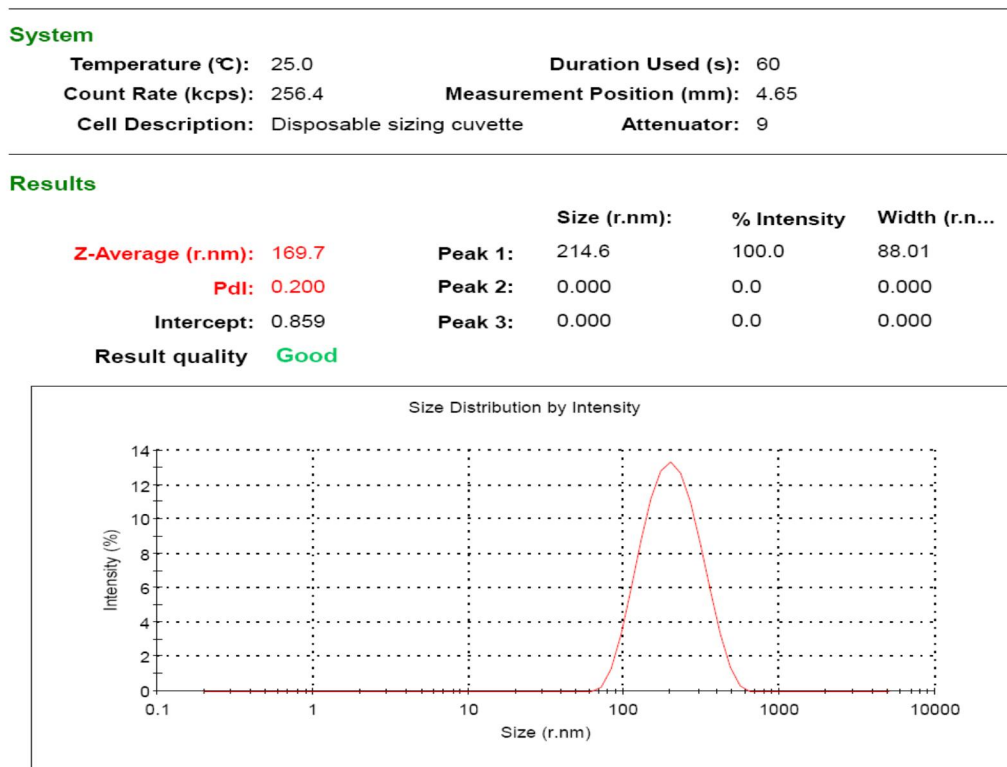 System
Temperature (°C): 25.0 Duration Used (s): 60
Count Rate (kcps): 256.4 Measurement Position (mm): 4.65
Cell Description: Disposable sizing cuvette Attenuator: 9
Results
Size (r.nm): % Intensity Width (r.n...
Z-Average (r.nm): 169.7 Peak 1: 214.6 100.0 88.01
PdI: 0.200 Peak 2: 0.000 0.0 0.000
Intercept: 0.859 Peak 3: 0.000 0.0 0.000
Result quality Good
Size Distribution by Intensity
14
12
10
8
6
4
2
0
Intensity (%)
0.1 1 10 100 1000 10000
Size (r.nm)